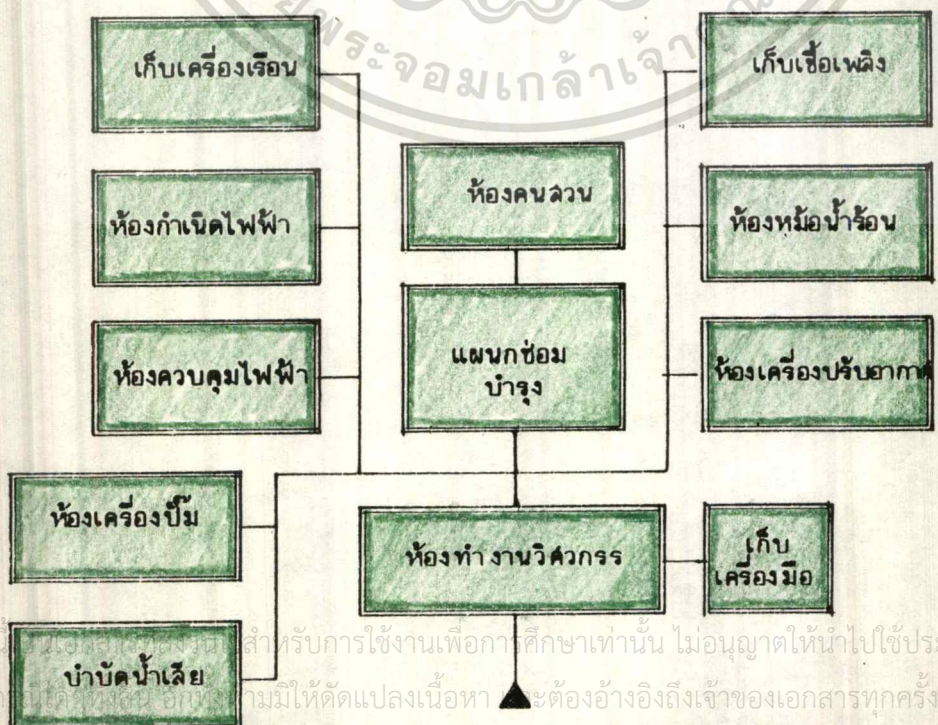 พระจอมเกล้าเจ้า
เก็บเครื่องเรือน
เก็บเชื้อเพลิง
ห้องคนสวน
ห้องกำเนิดไฟฟ้า
ห้องหม้อน้ำร้อน
แผนกซ่อม
บำรุง
ห้องควบคุมไฟฟ้า
ห้องเครื่องปรับอากาศ
ห้องเครื่องปั๊ม
ห้องทำงานวิศวกรร
เก็บ
เครื่องมือ
สำหรับการใช้งานเพื่อการศึกษาเท่านั้น ไม่อนุญาตให้นำไปใช้ประ
บำบัดน้ำเสีย
มีให้ดัดแปลงเนื้อหา และต้องอ้างอิงถึงเจ้าของเอกสารทุกครั้ง